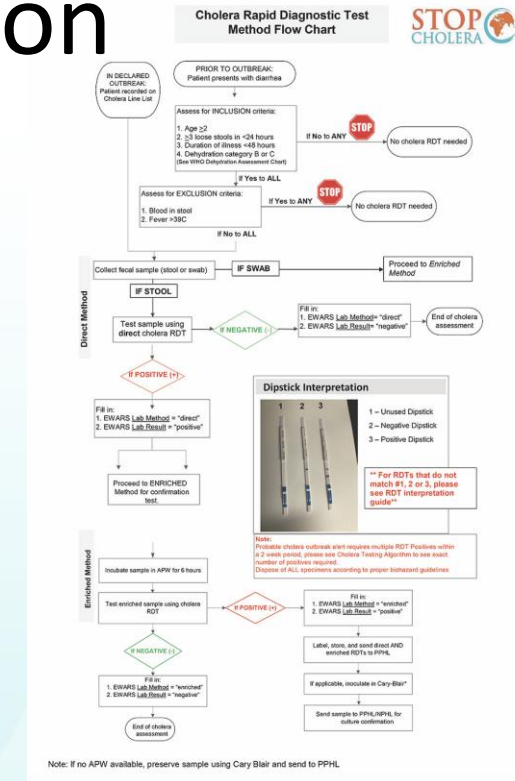 on
Cholera Rapid Diagnostic Test
Method Flow Chart
STOP
CHOLERA
IN DECLARED
OUTBREAK:
Patient recorded on
Cholera Line List
PRIOR TO OUTBREAK:
Patient presents with diarrhea
Assess for INCLUSION criteria:
1. Age ≥2
2. ≥3 loose stools in <24 hours
3. Duration of illness <48 hours
4. Dehydration category B or C
(See WHO Dehydration Assessment Chart)
If No to ANY
STOP
No cholera RDT needed
If Yes to ALL
Assess for EXCLUSION criteria:
1. Blood in stool
2. Fever >39C
If Yes to ANY
STOP
No cholera RDT needed
If No to ALL
Direct Method
Collect fecal sample (stool or swab)
IF SWAB
Proceed to Enriched
Method
IF STOOL
Test sample using
direct cholera RDT
If NEGATIVE (-)
Fill in:
1. EWARS Lab Method= "direct"
2. EWARS Lab Result= "negative"
End of cholera
assessment
If POSITIVE (+)
Fill in:
1. EWARS Lab Method = "direct"
2. EWARS Lab Result = "positive"
Proceed to ENRICHED
Method for confirmation
test.
Dipstick Interpretation
1 2 3
1 – Unused Dipstick
2 – Negative Dipstick
3 – Positive Dipstick
** For RDTs that do not
match #1, 2 or 3, please
see RDT interpretation
guide**
Note:
Probable cholera outbreak alert requires multiple RDT Positives within
a 2 week period, please see Cholera Testing Algorithm to see exact
number of positives required.
Dispose of ALL specimens according to proper biohazard guidelines
Enriched Method
Incubate sample in APW for 6 hours
Test enriched sample using cholera
RDT
If POSITIVE (+)
Fill in:
1. EWARS Lab Method = "enriched"
2. EWARS Lab Result = "positive"
Label, store, and send direct AND
enriched RDTs to PPHL
If applicable, inoculate in Cary-Blair*
Send sample to PPHL/NPHL for
culture confirmation
If NEGATIVE (-)
Fill in:
1. EWARS Lab Method = "enriched"
2. EWARS Lab Result = "negative"
End of cholera
assessment
Note: If no APW available, preserve sample using Cary Blair and send to PPHL